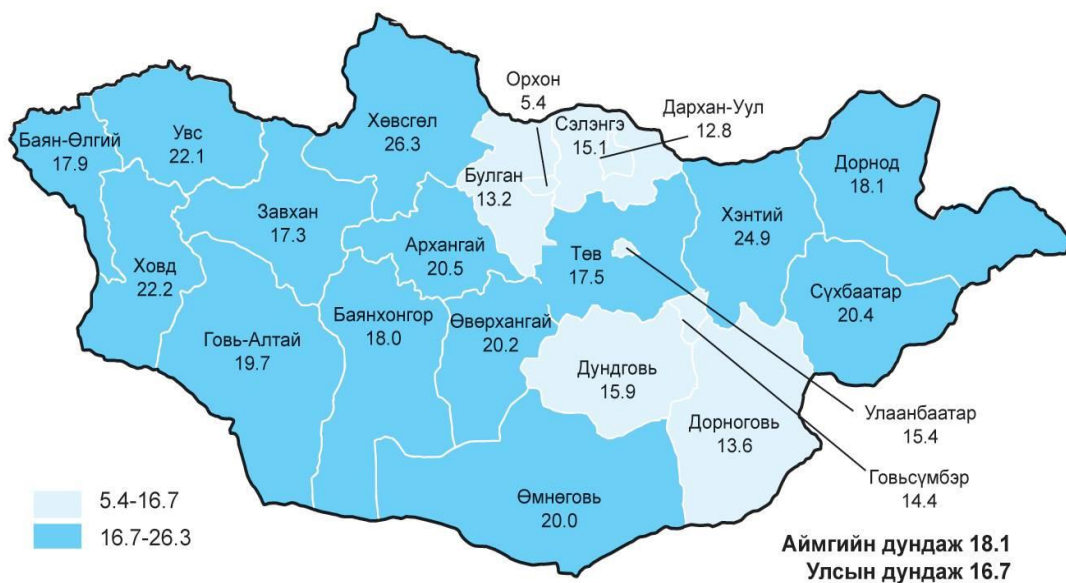 Орхон
5.4
Дархан-Уул
12.8
Сэлэнгэ
15.1
Хөвсгөл
26.3
Увс
22.1
Баян-Өлгий
17.9
Дорнод
18.1
Булган
13.2
Завхан
17.3
Хэнтий
24.9
Архангай
20.5
Төв
17.5
Ховд
22.2
Сүхбаатар
20.4
Баянхонгор
18.0
Өвөрхангай
20.2
Говь-Алтай
19.7
Дундговь
15.9
Улаанбаатар
15.4
Дорноговь
13.6
Говьсүмбэр
14.4
Өмнөговь
20.0
5.4-16.7
16.7-26.3
Аймгийн дундаж 18.1
Улсын дундаж 16.7